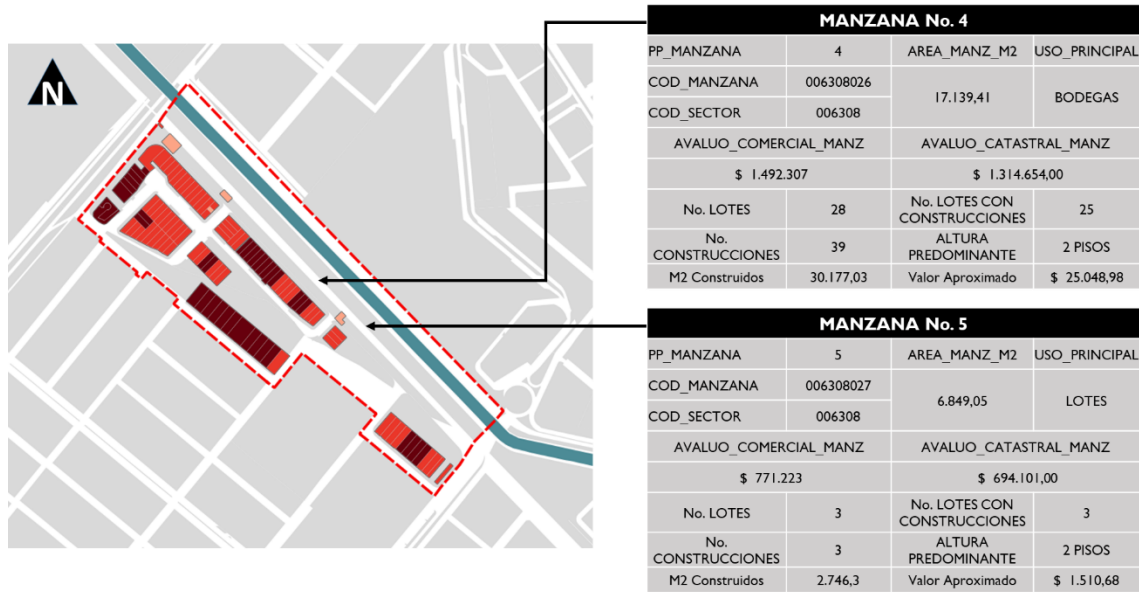 N
MANZANA No. 4
PP_MANZANA 4 AREA_MANZ_M2 USO_PRINCIPAL
COD_MANZANA 006308026 17.139,41 BODEGAS
COD_SECTOR 006308
AVALUO_COMERCIAL_MANZ AVALUO_CATASTRAL_MANZ
$ 1.492.307 $ 1.314.654,00
No. LOTES 28 No. LOTES CON CONSTRUCCIONES 25
No. CONSTRUCCIONES 39 ALTURA PREDOMINANTE 2 PISOS
M2 Construidos 30.177,03 Valor Aproximado $ 25.048,98
MANZANA No. 5
PP_MANZANA 5 AREA_MANZ_M2 USO_PRINCIPAL
COD_MANZANA 006308027 6.849,05 LOTES
COD_SECTOR 006308
AVALUO_COMERCIAL_MANZ AVALUO_CATASTRAL_MANZ
$ 771.223 $ 694.101,00
No. LOTES 3 No. LOTES CON CONSTRUCCIONES 3
No. CONSTRUCCIONES 3 ALTURA PREDOMINANTE 2 PISOS
M2 Construidos 2.746,3 Valor Aproximado $ 1.510,68